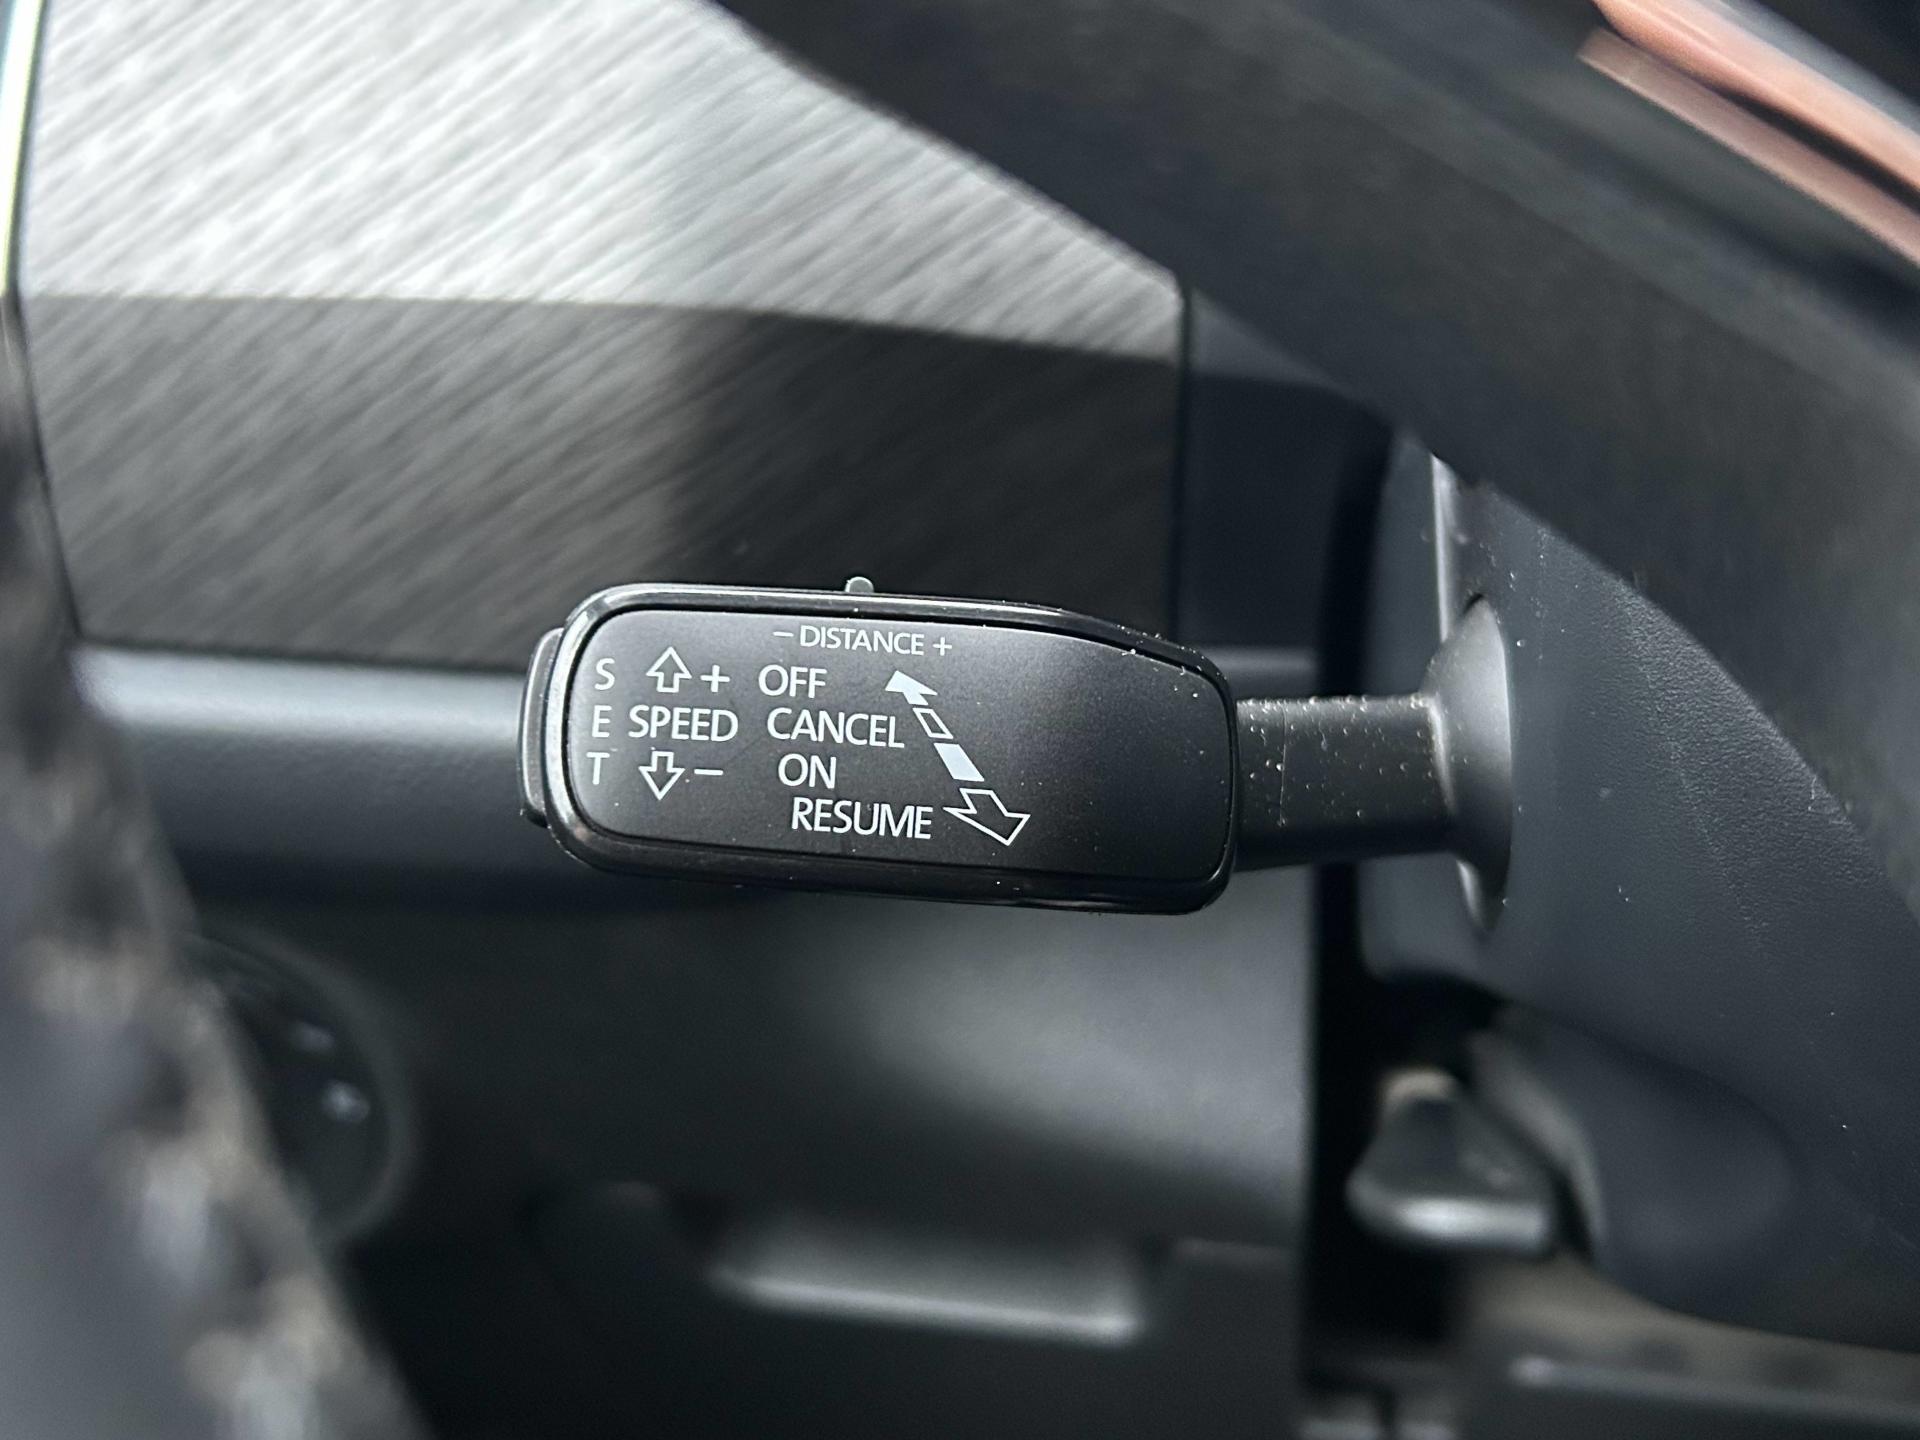 – DISTANCE +
S + OFF
E SPEED CANCEL
T – ON
RESUME